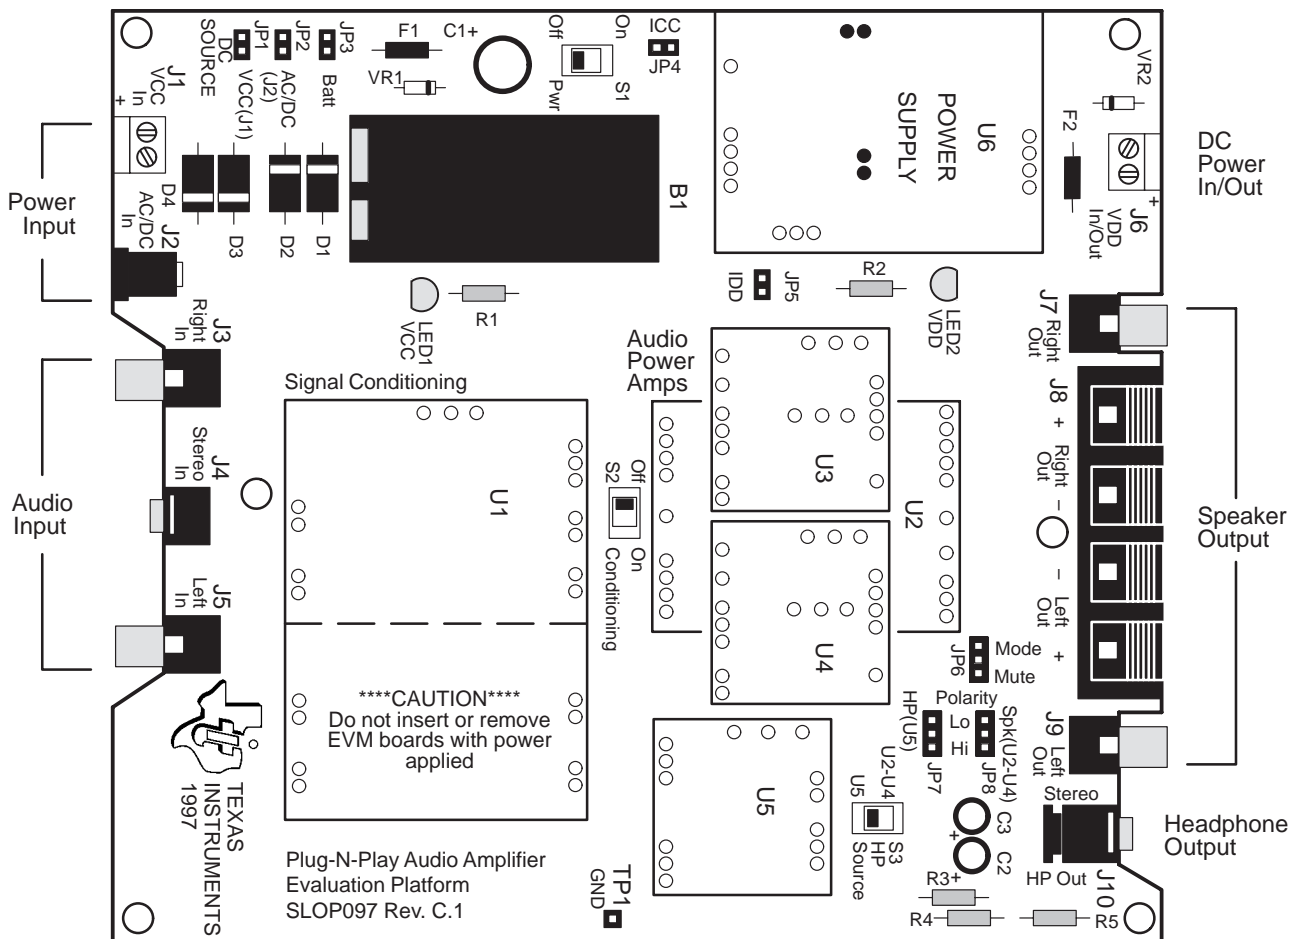 SOURCE
DC
JP1
JP2
JP3
F1
C1+
Off
On
ICC
JP4
VR1
VR2
J1
VCC
In
+
VCC(J1)
AC/DC
(J2)
Batt
Pwr
S1
U6
POWER
SUPPLY
F2
DC
Power
In/Out
Power
Input
D4
AC/DC
In
J2
D3
D2
D1
B1
J6
VDD
In/Out
+
IDD
JP5
R2
LED2
VDD
LED1
VCC
R1
J3
Right
In
J7
Right
Out
Audio
Power
Amps
Signal Conditioning
U1
U3
U2
J8
+
Right
Out
−
J4
Stereo
In
Off
S2
On
Conditioning
Audio
Input
Speaker
Output
−
Left
Out
+
J5
Left
In
U4
JP6
Mode
Mute
****CAUTION****
Do not insert or remove
EVM boards with power
applied
Polarity
HP(U5)
Lo
Hi
Spk(U2-U4)
JP7
JP8
J9
Left
Out
TEXAS
INSTRUMENTS
1997
U5
U5
U2-U4
Source
HP
S3
Stereo
C3
+
C2
Headphone
Output
Plug-N-Play Audio Amplifier
Evaluation Platform
SLOP097 Rev. C.1
TP1
GND
R3+
HP Out
J10
R4
R5